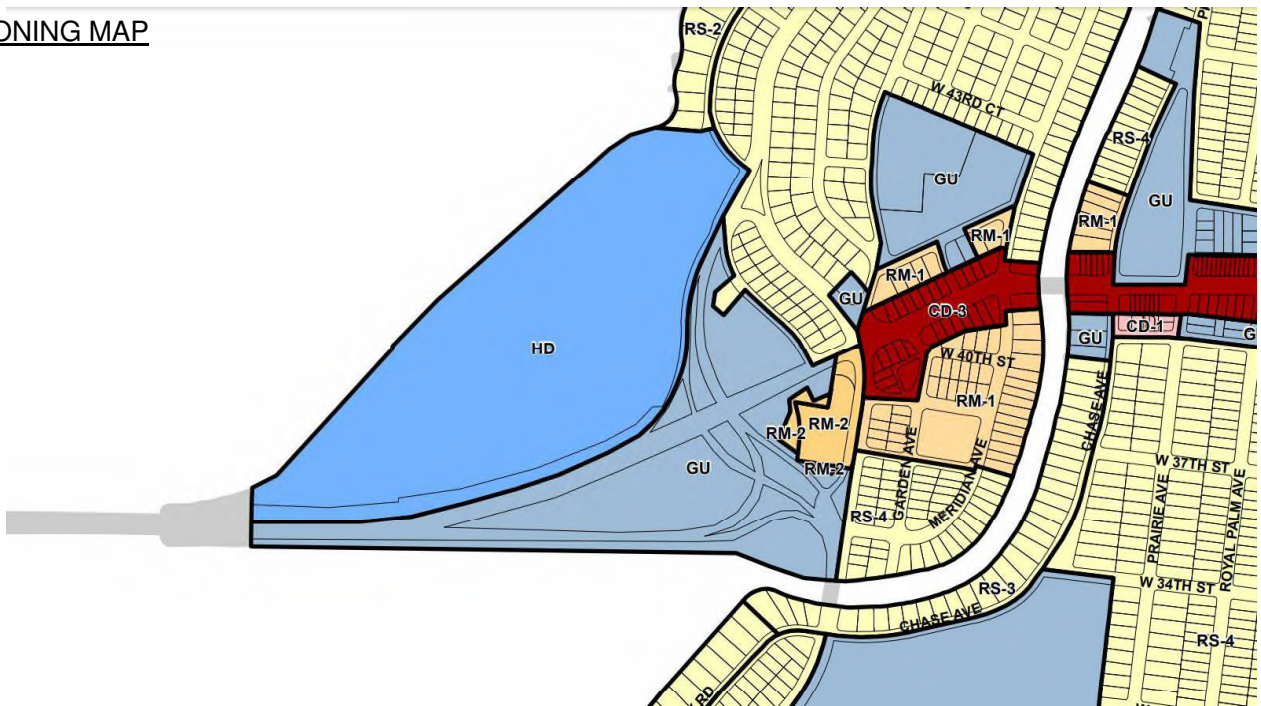 ONING MAP
RS-2
W 43RD CT
RS-4
GU
GU
RM-1
RM-1
RM-1
GU
CD-3
CD-1
GU
G
HD
W 40TH ST
RM-1
RM-2
RM-2
RM-2
GU
CHASE AVE
GARDEN AVE
MERIDIAN AVE
W 37TH ST
PRAIRIE AVE
ROYAL PALM AVE
RS-4
W 34TH ST
RS-3
CHASE AVE
RS-4
RD